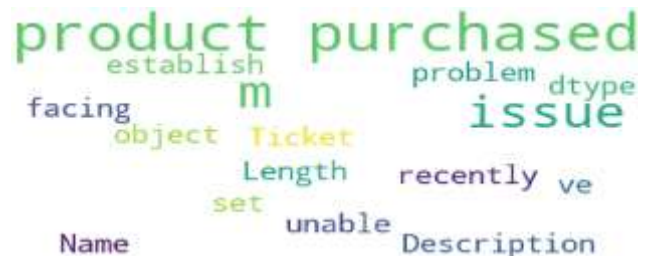 product purchased
establish
problem
dtype
m
issue
facing
object
Ticket
Length
recently
ve
set
unable
Name
Description